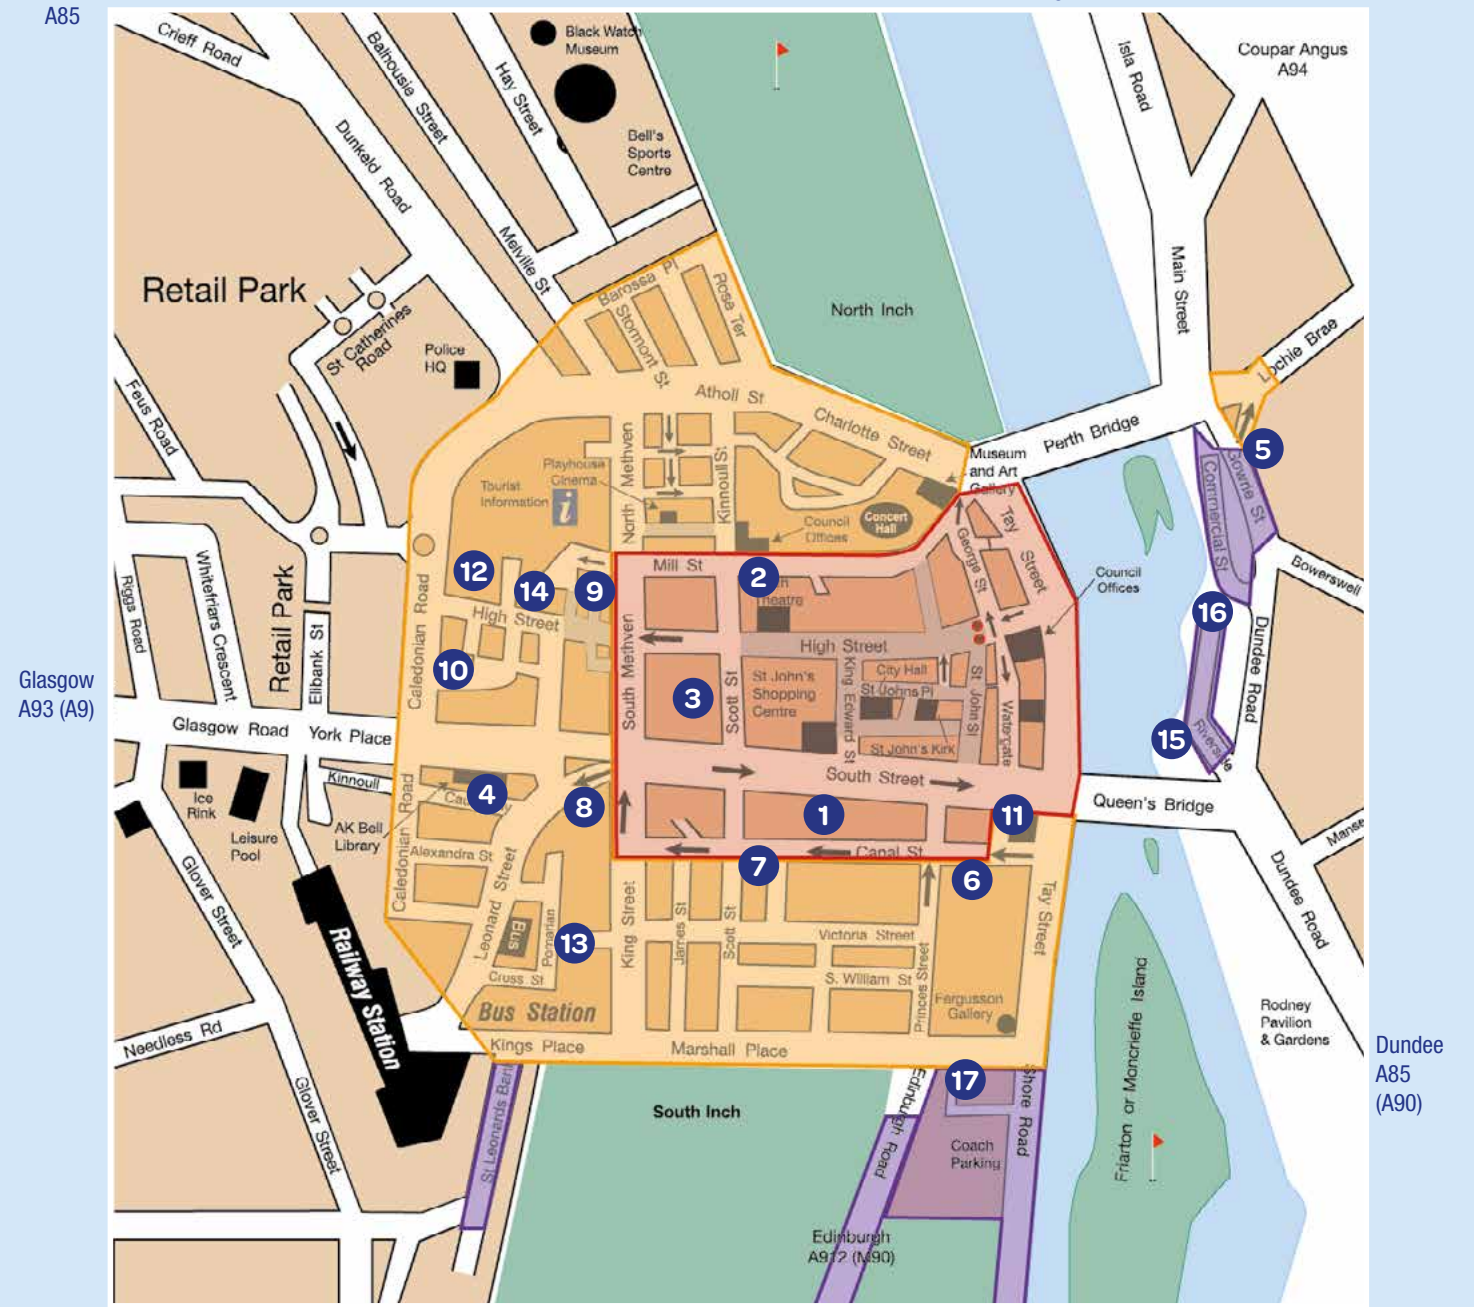 A85
Crieff Road
Balhousie Street
Hay Street
Black Watch
Museum
Bell's
Sports
Centre
Isla Road
Coupar Angus
A94
Dunkeld Road
Melville St
Main Street
Retail Park
St Catherines
Road
Police
HQ
Feus Road
Barossa Pl
Stormont St
Rose Ter
North Inch
Lochie Brae
Atholl St
Charlotte Street
Perth Bridge
Museum
and Art
Gallery
5
North Methven
Kinnoull St
Playhouse
Cinema
Tourist
Information
i
Council
Offices
Concert
Hall
Tay
Street
George St
Gowrie St
Commercial St
Bowerswell
Council
Offices
Riggs Road
Whitefriars Crescent
Retail Park
Elibank St
Caledonian Road
12
14
9
High Street
10
Mill St
2
Theatre
High Street
South Methven
3
Scott St
St John's
Shopping
Centre
King Edward St
City Hall
St Johns Pl
St John St
St John's Kirk
Watergate
16
15
Dundee Road
Glasgow
A93 (A9)
Glasgow Road
York Place
Kinnoull
Ice
Rink
Leisure
Pool
AK Bell
Library
4
8
South Street
1
11
Queen's Bridge
Manse
Canal St
7
6
Caledonian Road
Alexandra St
Leonard Street
Bus
Pomarian
13
Cross St
Bus Station
King Street
James St
Scott St
Victoria Street
S. William St
Princes Street
Tay Street
Fergusson
Gallery
Dundee Road
Glover Street
Railway Station
Needless Rd
Glover Street
Kings Place
Marshall Place
17
St Leonards Bank
South Inch
Edinburgh Road
Shore Road
Coach
Parking
Edinburgh
A912 (M90)
Friarton or Moncrieffe Island
Rodney
Pavilion
& Gardens
Dundee
A85
(A90)